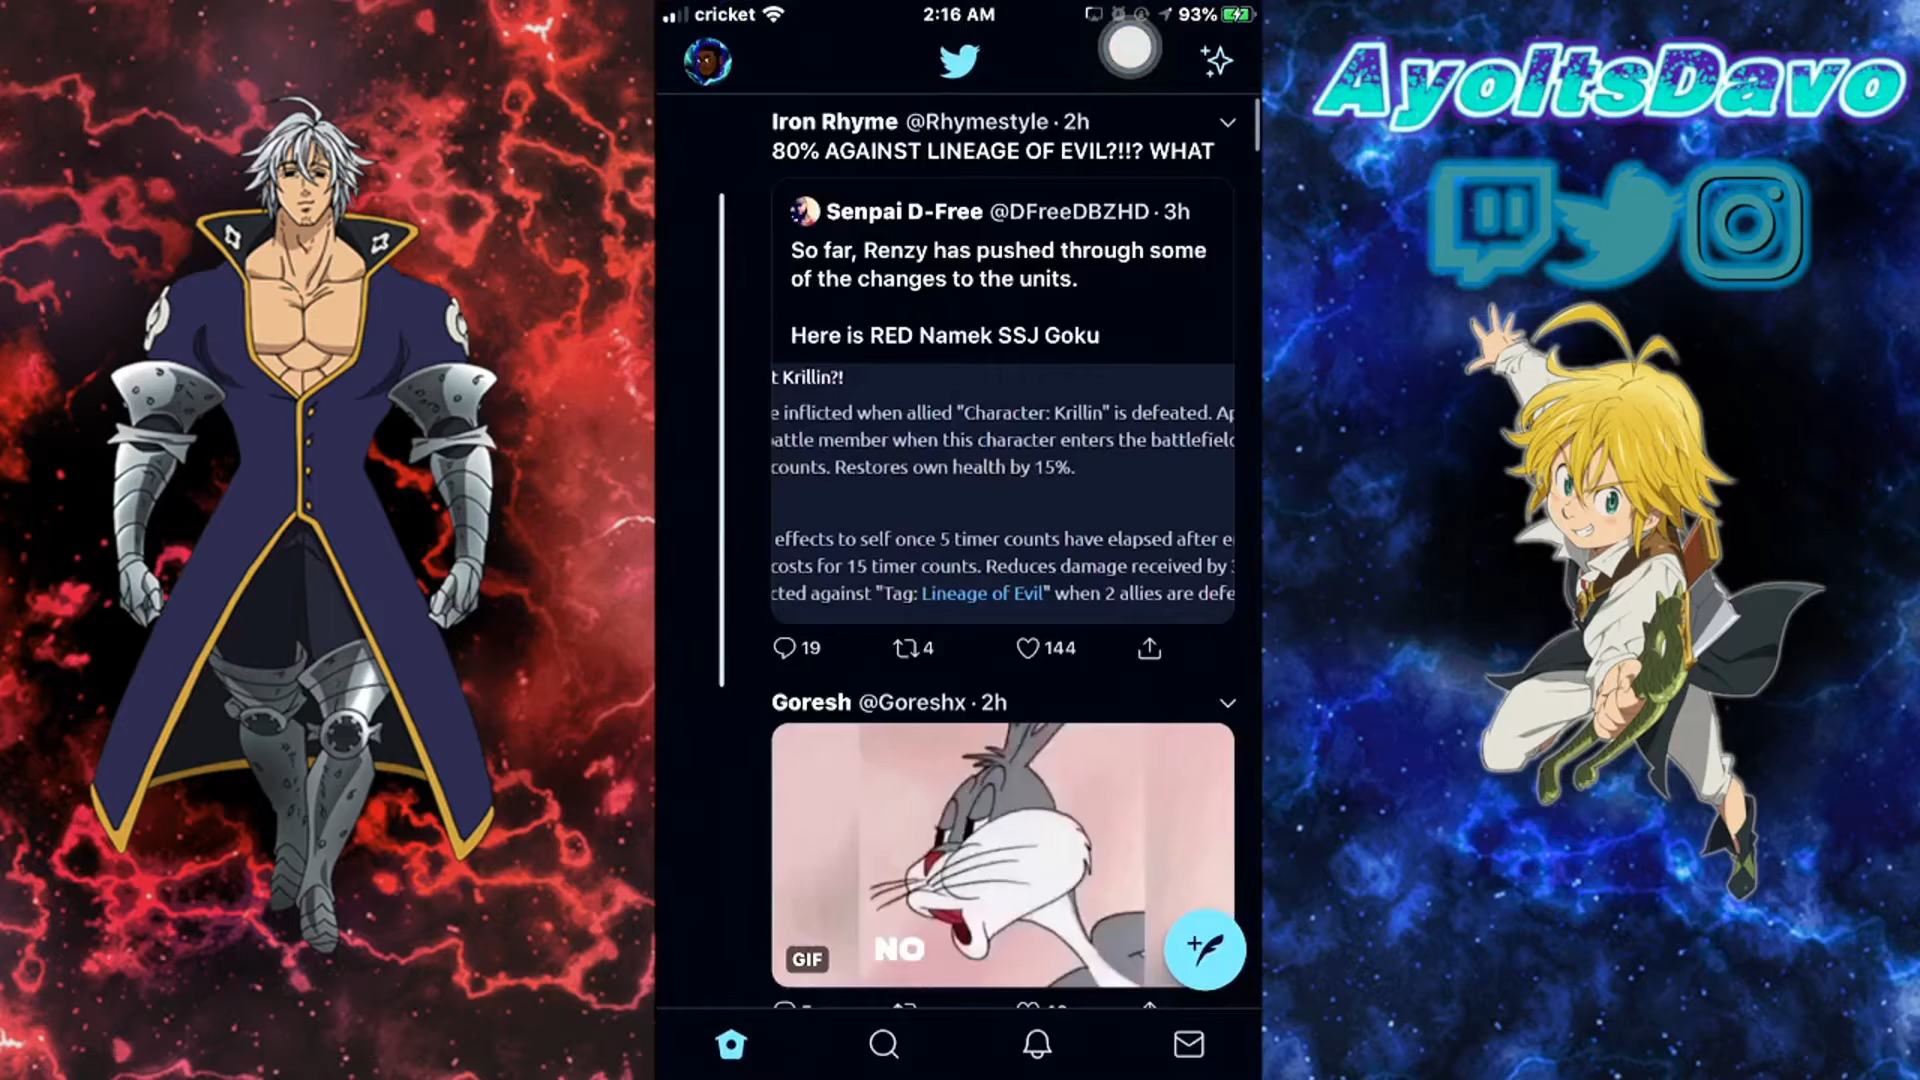 cricket
2:16 AM
93%
AyoItsDavo
Iron Rhyme @Rhymestyle · 2h
80% AGAINST LINEAGE OF EVIL?!!? WHAT
Senpai D-Free @DFreeDBZHD · 3h
So far, Renzy has pushed through some
of the changes to the units.
Here is RED Namek SSJ Goku
t Krillin?!
e inflicted when allied "Character: Krillin" is defeated.
attle member when this character enters the battlefield
counts. Restores own health by 15%.
effects to self once 5 timer counts have elapsed after
costs for 15 timer counts. Reduces damage received by
cted against "Tag: Lineage of Evil" when 2 allies are defe
19
4
144
Goresh @Goreshx · 2h
GIF
NO